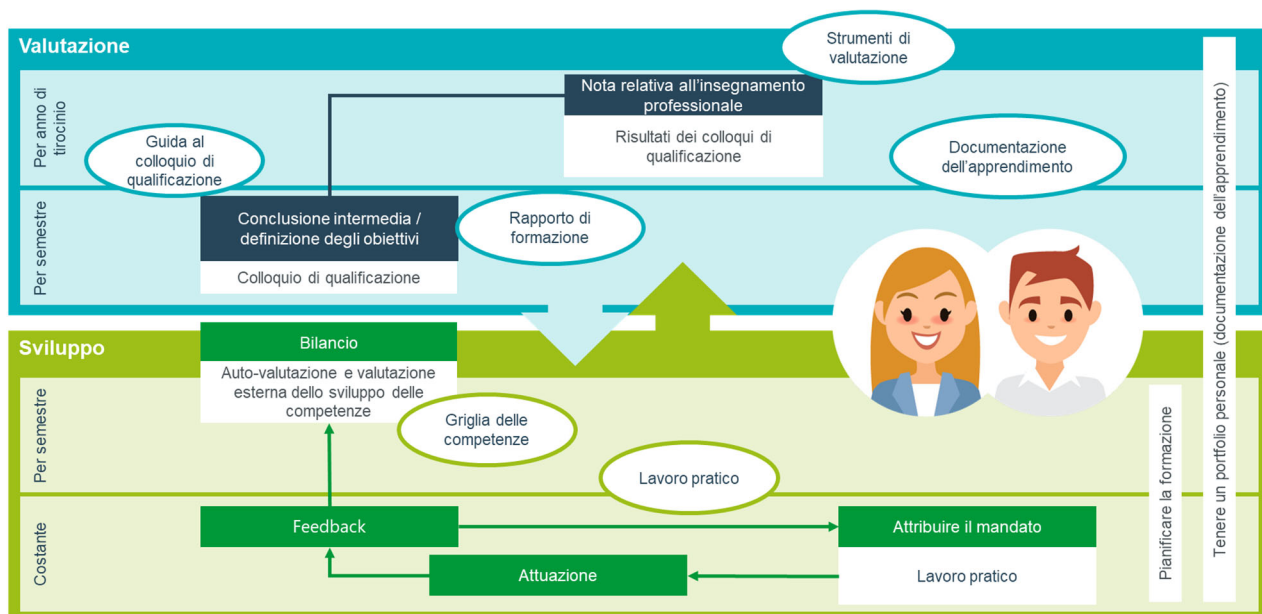 Valutazione
Strumenti di
valutazione
Per anno di
tirocinio
Nota relativa all’insegnamento
professionale
Risultati dei colloqui di
qualificazione
Guida al
colloquio di
qualificazione
Documentazione
dell’apprendimento
Per semestre
Conclusione intermedia /
definizione degli obiettivi
Colloquio di qualificazione
Rapporto di
formazione
Sviluppo
Bilancio
Auto-valutazione e valutazione
esterna dello sviluppo delle
competenze
Per semestre
Griglia delle
competenze
Lavoro pratico
Costante
Feedback
Attribuire il mandato
Lavoro pratico
Attuazione
Pianificare la formazione
Tenere un portfolio personale (documentazione dell’apprendimento)